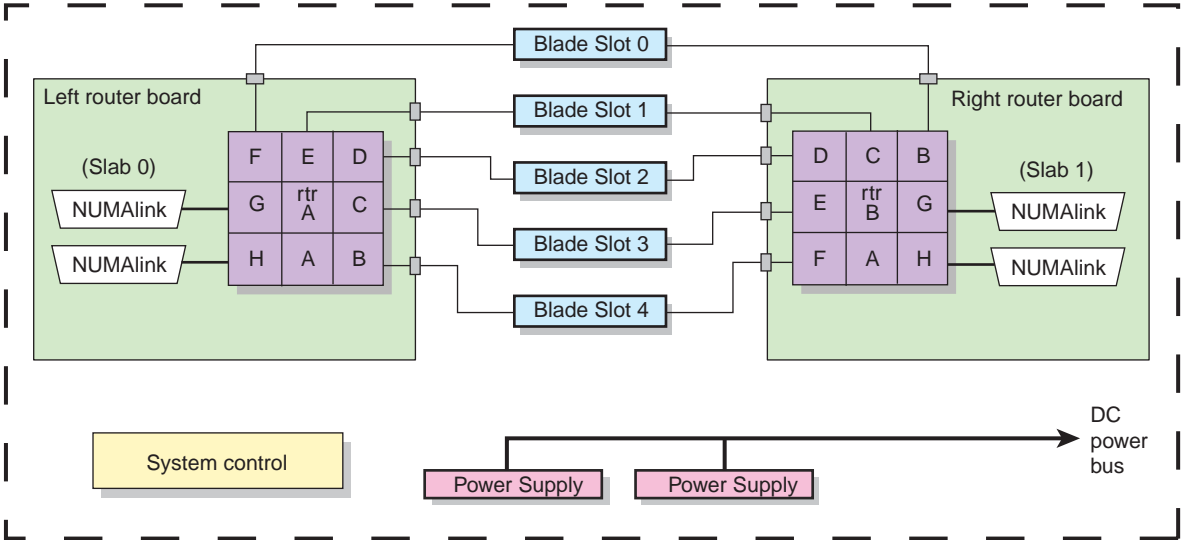 Blade Slot 0
Left router board
Blade Slot 1
Right router board
(Slab 0)
F E D
Blade Slot 2
D C B
(Slab 1)
NUMAlink
G rtr A C
E rtr B G
NUMAlink
Blade Slot 3
NUMAlink
H A B
F A H
NUMAlink
Blade Slot 4
DC
power
bus
System control
Power Supply
Power Supply